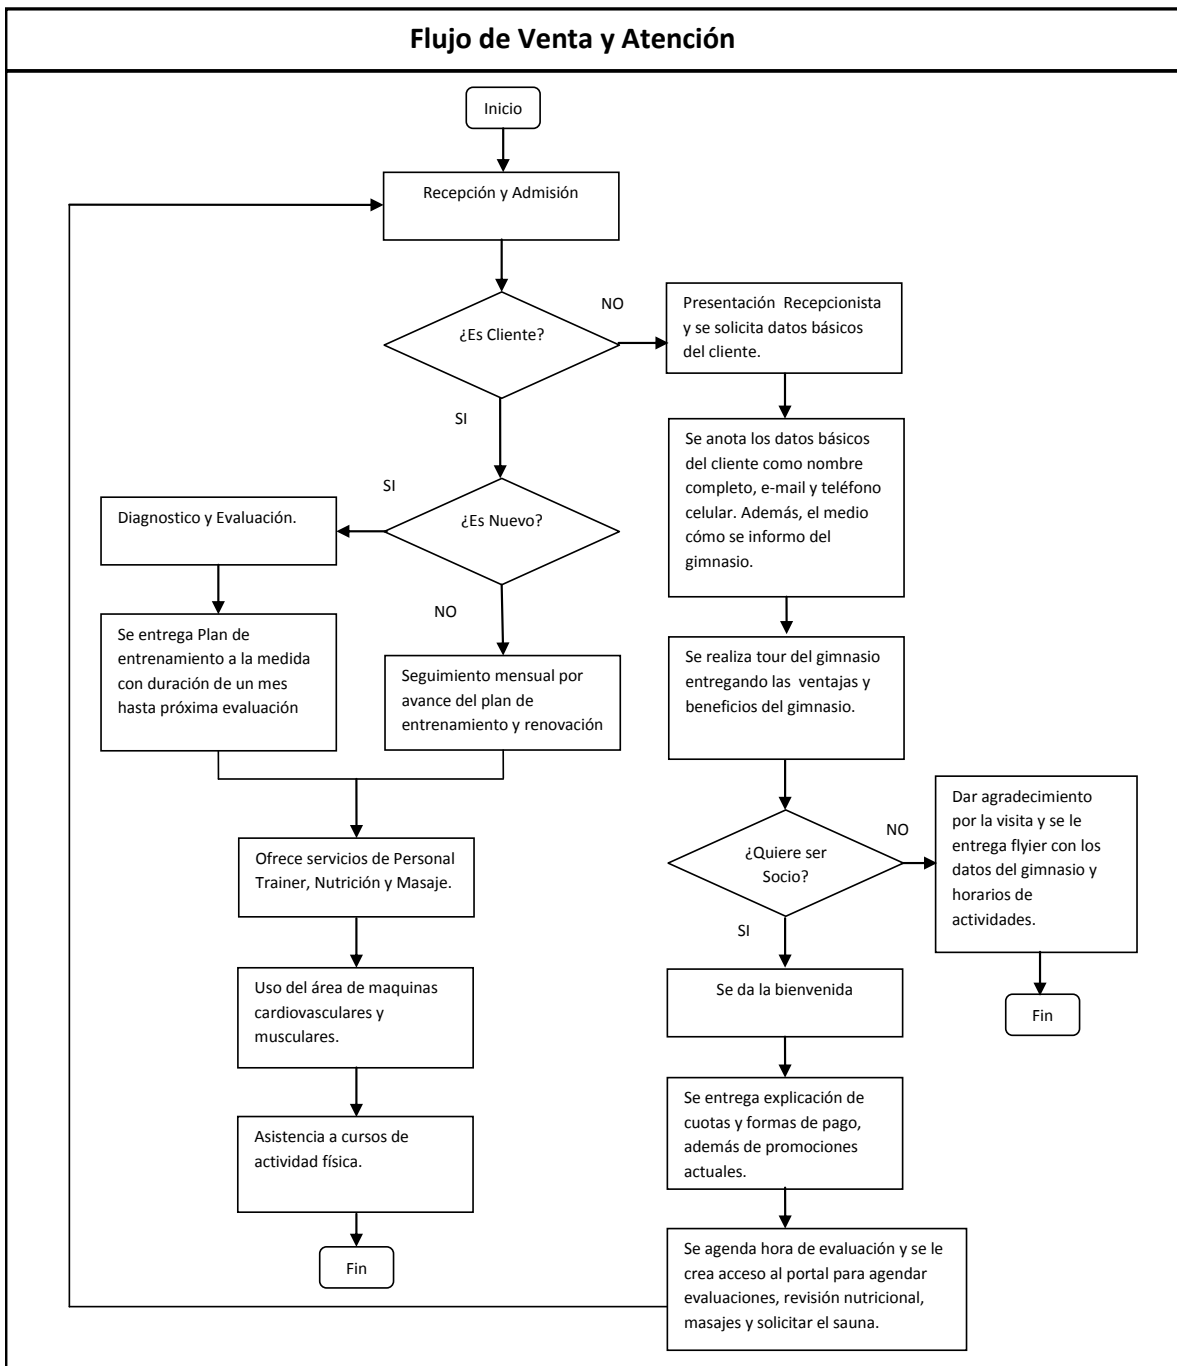 Flujo de Venta y Atención
Inicio
Recepción y Admisión
¿Es Cliente?
NO
Presentación Recepcionista
y se solicita datos básicos
del cliente.
SI
Se anota los datos básicos
del cliente como nombre
completo, e-mail y teléfono
celular. Además, el medio
cómo se informo del
gimnasio.
¿Es Nuevo?
SI
Diagnostico y Evaluación.
NO
Se entrega Plan de
entrenamiento a la medida
con duración de un mes
hasta próxima evaluación
Seguimiento mensual por
avance del plan de
entrenamiento y renovación
Se realiza tour del gimnasio
entregando las ventajas y
beneficios del gimnasio.
Ofrece servicios de Personal
Trainer, Nutrición y Masaje.
¿Quiere ser
Socio?
NO
Dar agradecimiento
por la visita y se le
entrega flyier con los
datos del gimnasio y
horarios de
actividades.
SI
Fin
Uso del área de maquinas
cardiovasculares y
musculares.
Se da la bienvenida
Asistencia a cursos de
actividad física.
Se entrega explicación de
cuotas y formas de pago,
además de promociones
actuales.
Fin
Se agenda hora de evaluación y se le
crea acceso al portal para agendar
evaluaciones, revisión nutricional,
masajes y solicitar el sauna.